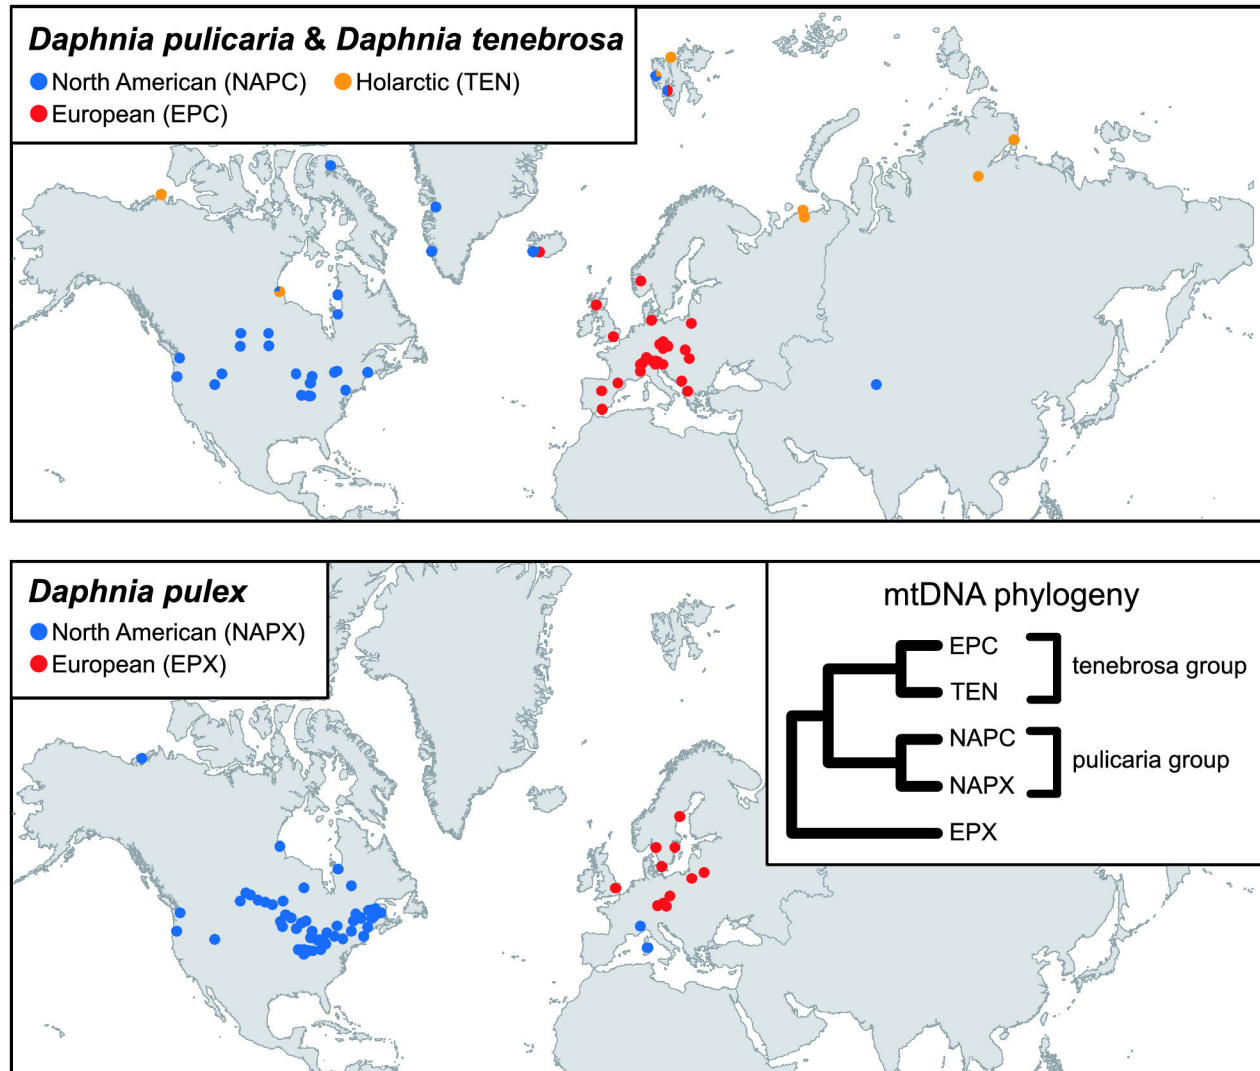 Daphnia pulicaria & Daphnia tenebrosa
North American (NAPC) Holarctic (TEN)
European (EPC)
Daphnia pulex
North American (NAPX)
European (EPX)
mtDNA phylogeny
EPC
tenebrosa group
TEN
NAPC
pulicaria group
NAPX
EPX